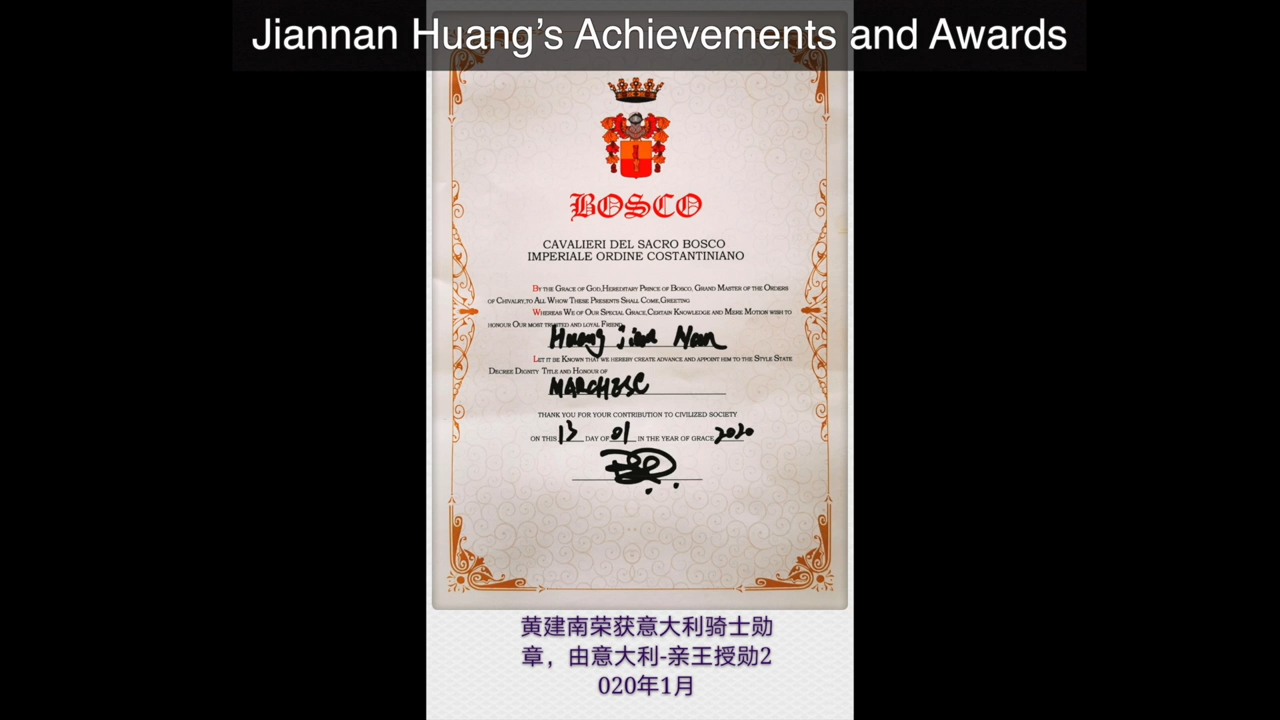 Jiannan Huang's Achievements and Awards
BOSCO
CAVALIERI DEL SACRO BOSCO
IMPERIALE ORDINE COSTANTINIANO
BY THE GRACE OF GOD,HEREDITARY PRINCE OF BOSCO, GRAND MASTER OF THE ORDERS
OF CHIVALRY,TO ALL WHOW THESE PRESENTS SHALL COME,GREETING
WHEREAS WE OF OUR SPECIAL GRACE,CERTAIN KNOWLEDGE AND MERE MOTION WISH TO
HONOUR OUR MOST TRUSTED AND LOYAL FRIEND
Huang jian Nan
LET IT BE KNOWN THAT WE HEREBY CREATE ADVANCE AND APPOINT HIM TO THE STYLE STATE
DECREE DIGNITY TITLE AND HONOUR OF
MARCHESE
THANK YOU FOR YOUR CONTRIBUTION TO CIVILIZED SOCIETY
ON THIS 13 DAY OF 01 IN THE YEAR OF GRACE 2020
黄建南荣获意大利骑士勋
章，由意大利-亲王授勋2
020年1月